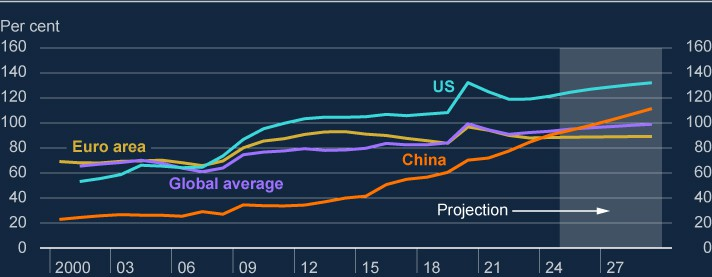 Per cent
160 160
140 140
120 120
100 100
80 80
60 60
40 40
20 20
0 0
US
Euro area
China
Global average
Projection
2000 03 06 09 12 15 18 21 24 27